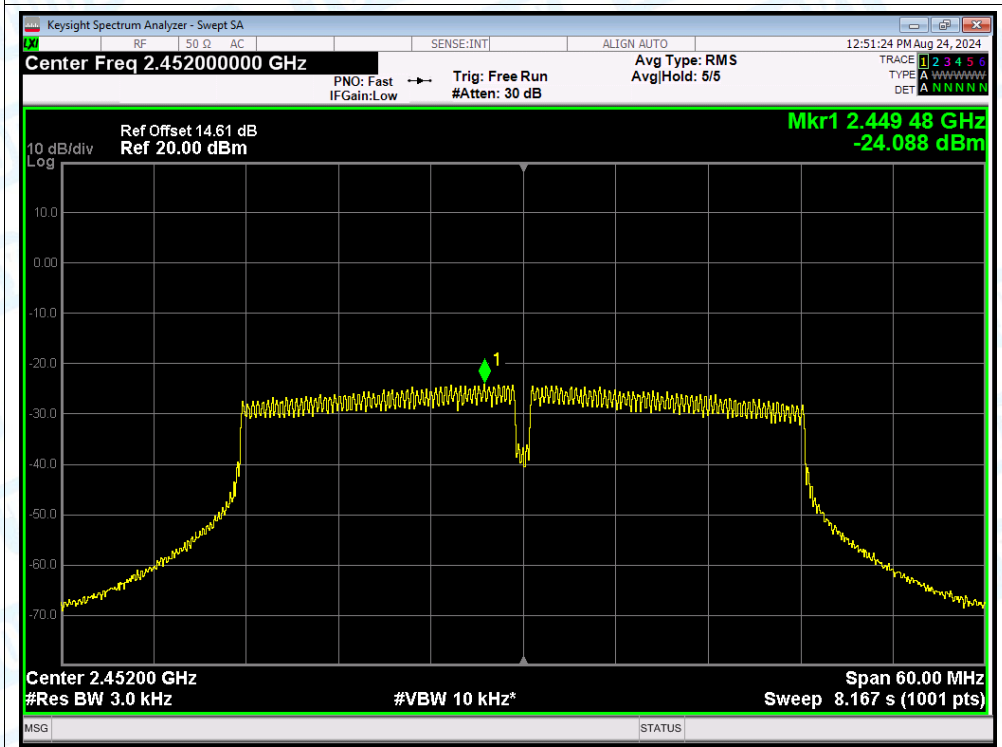 Keysight Spectrum Analyzer - Swept SA
LXI RF 50 Ω AC SENSE:INT ALIGN AUTO 12:51:24 PM Aug 24, 2024
Center Freq 2.452000000 GHz Avg Type: RMS TRACE 1 2 3 4 5 6
PNO: Fast Trig: Free Run Avg|Hold: 5/5 TYPE A WWWWW
IFGain:Low #Atten: 30 dB DET A N N N N N
Mkr1 2.449 48 GHz
Ref Offset 14.61 dB
10 dB/div Ref 20.00 dBm -24.088 dBm
Log
10.0
0.00
-10.0
-20.0
1
-30.0
-40.0
-50.0
-60.0
-70.0
Center 2.45200 GHz Span 60.00 MHz
#Res BW 3.0 kHz #VBW 10 kHz* Sweep 8.167 s (1001 pts)
MSG STATUS